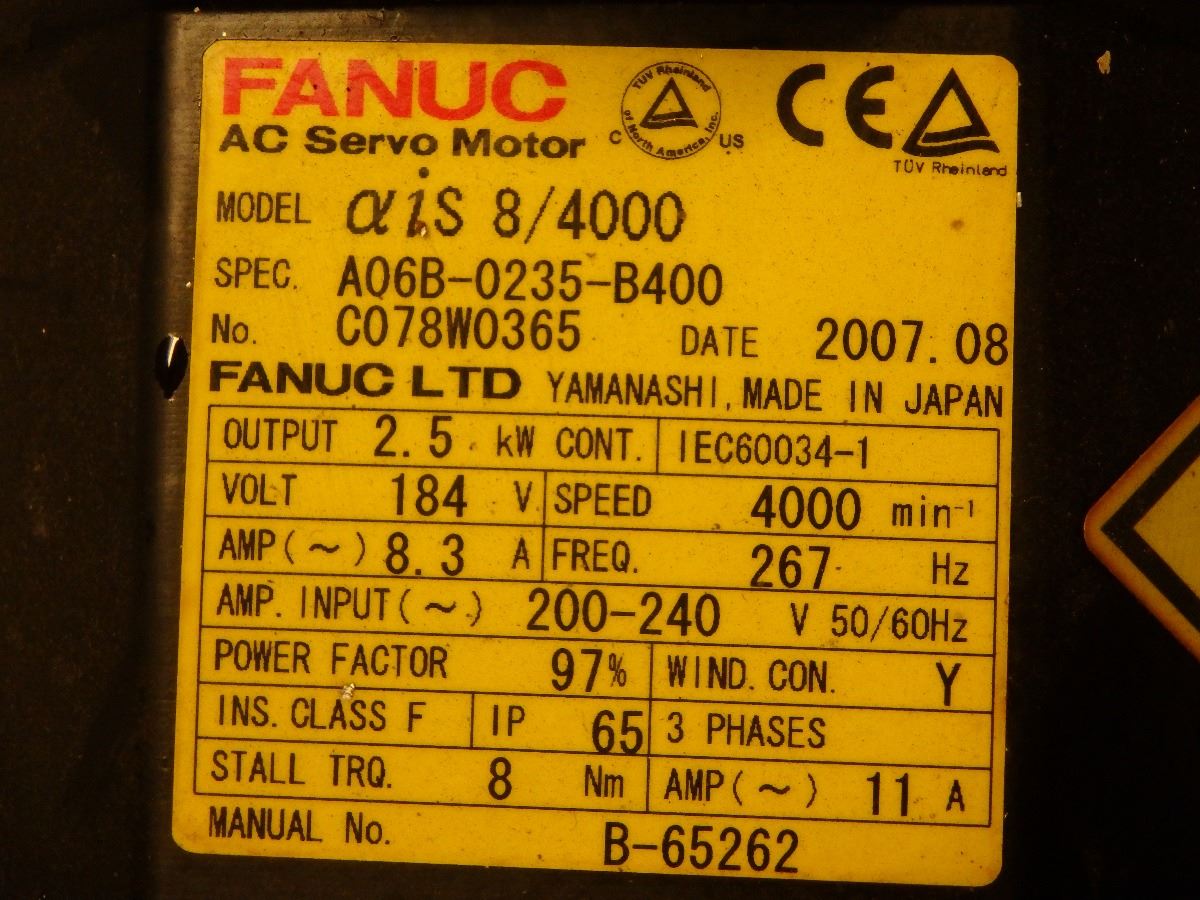 FANUC
AC Servo Motor
TÜV Rheinland of North America, Inc.
C US
CE
TÜV Rheinland
MODEL αiS 8/4000
SPEC. A06B-0235-B400
No. C078W0365 DATE 2007.08
FANUC LTD YAMANASHI, MADE IN JAPAN
OUTPUT 2.5 kW CONT. IEC60034-1
VOLT 184 V SPEED 4000 min⁻¹
AMP(~) 8.3 A FREQ. 267 Hz
AMP. INPUT(~) 200-240 V 50/60Hz
POWER FACTOR 97% WIND. CON. Y
INS. CLASS F IP 65 3 PHASES
STALL TRQ. 8 Nm AMP(~) 11 A
MANUAL No. B-65262